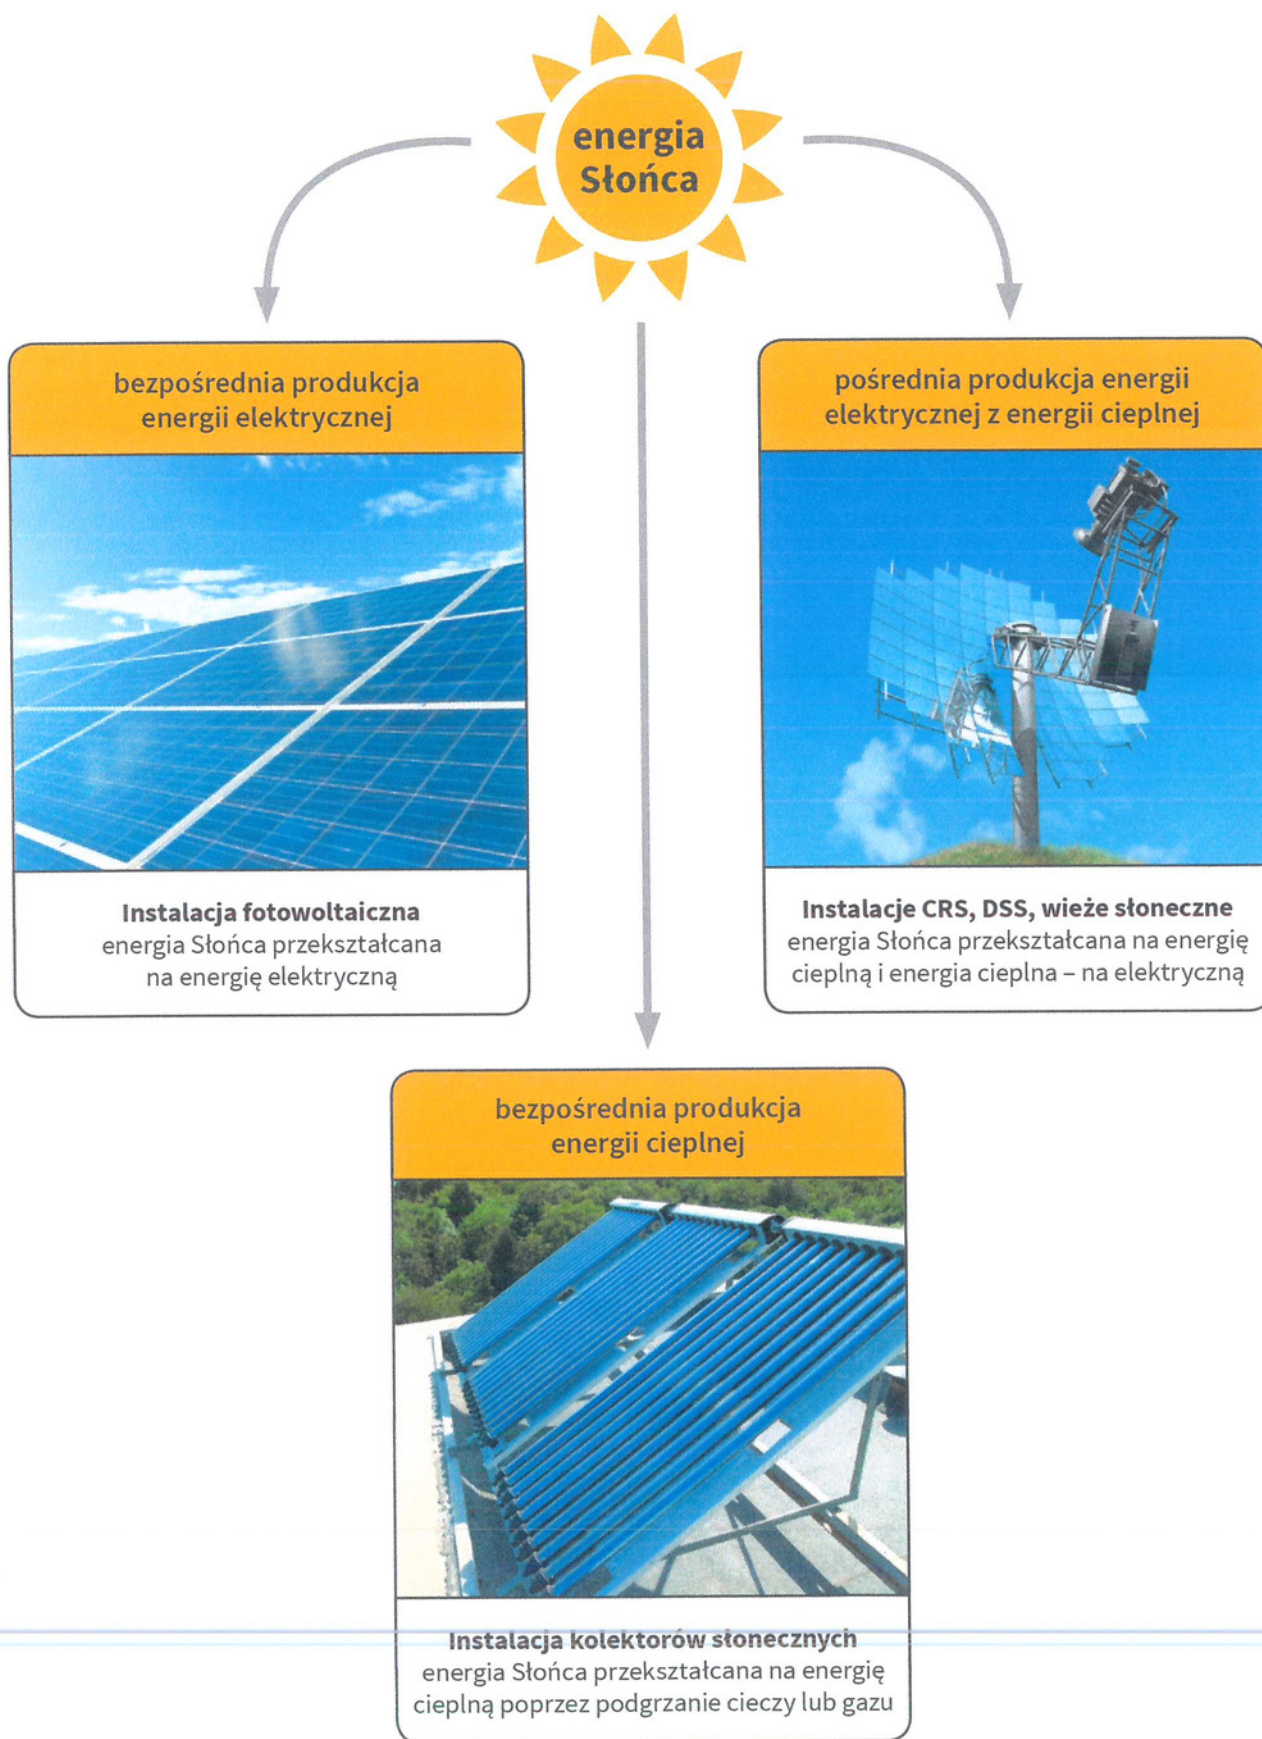 energia
Słońca
bezpośrednia produkcja
energii elektrycznej
Instalacja fotowoltaiczna
energia Słońca przekształcana
na energię elektryczną
pośrednia produkcja energii
elektrycznej z energii cieplnej
Instalacje CRS, DSS, wieże słoneczne
energia Słońca przekształcana na energię
cieplną i energia cieplna – na elektryczną
bezpośrednia produkcja
energii cieplnej
Instalacja kolektorów słonecznych
energia Słońca przekształcana na energię
cieplną poprzez podgrzanie cieczy lub gazu